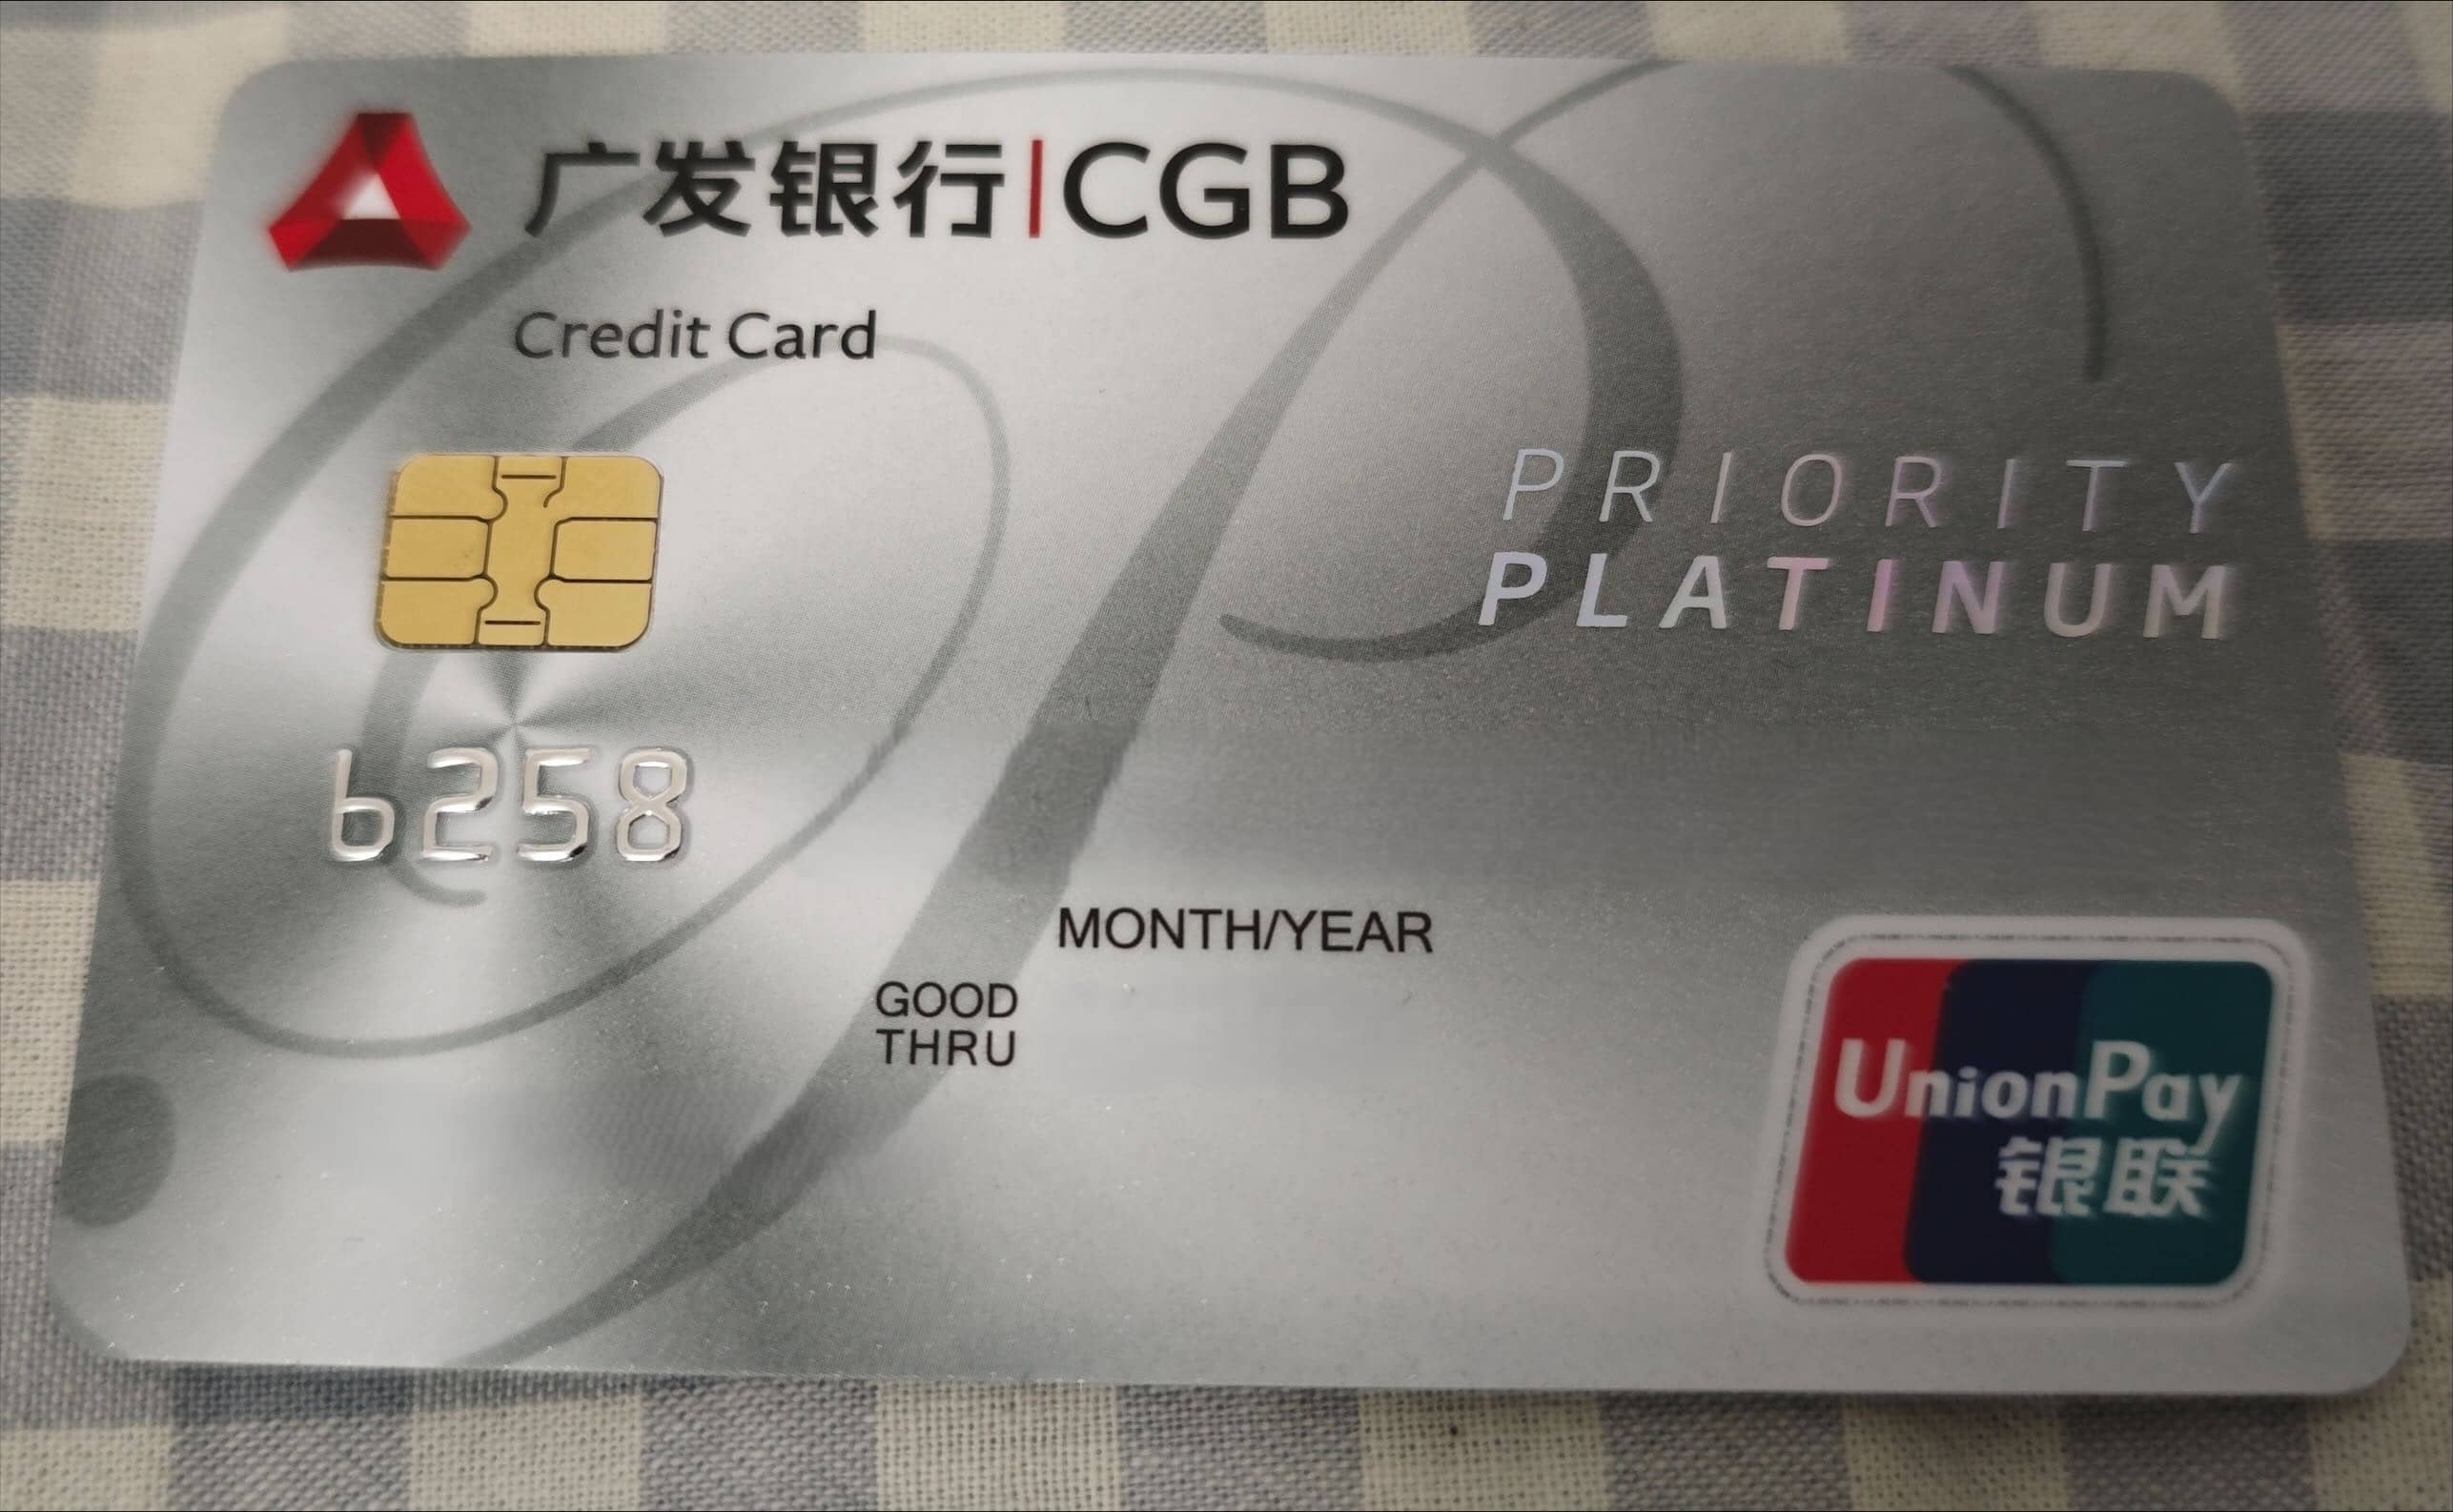 广发银行|CGB
Credit Card
PRIORITY
PLATINUM
6258
MONTH/YEAR
GOOD
THRU
UnionPay
银联